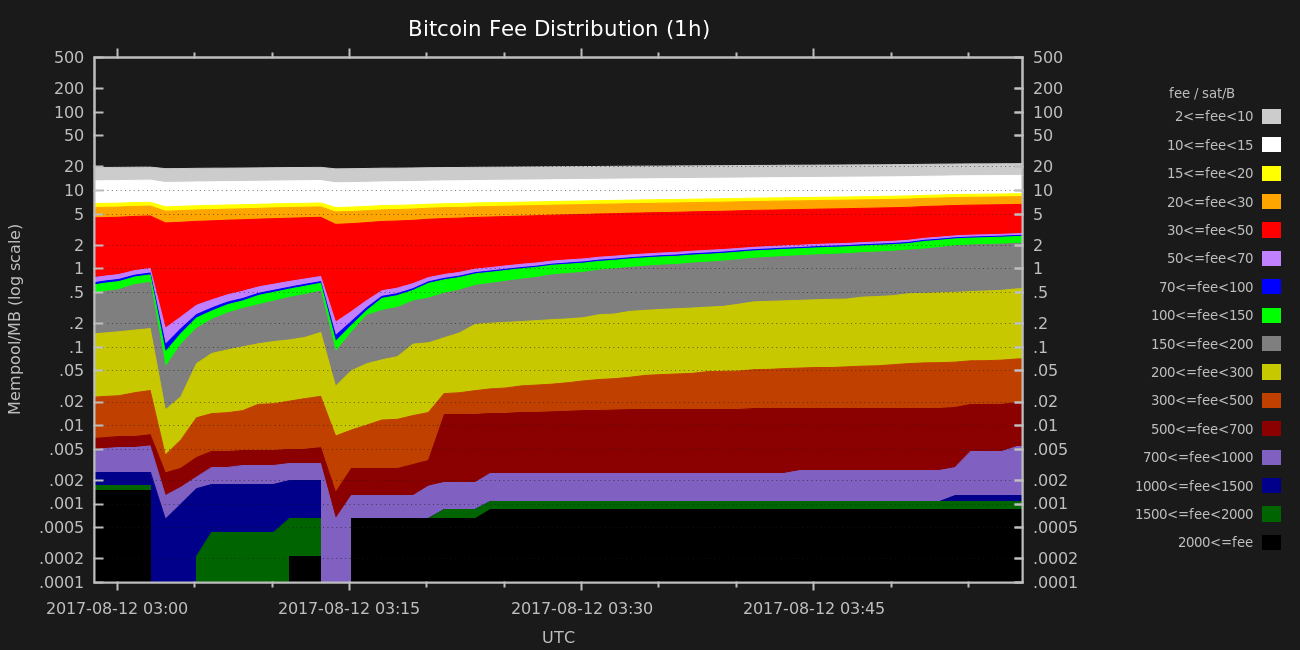 Bitcoin Fee Distribution (1h)
Mempool/MB (log scale)
500
200
100
50
20
10
5
2
1
.5
.2
.1
.05
.02
.01
.005
.002
.001
.0005
.0002
.0001
500
200
100
50
20
10
5
2
1
.5
.2
.1
.05
.02
.01
.005
.002
.001
.0005
.0002
.0001
2017-08-12 03:00
2017-08-12 03:15
2017-08-12 03:30
2017-08-12 03:45
UTC
fee / sat/B
2<=fee<10
10<=fee<15
15<=fee<20
20<=fee<30
30<=fee<50
50<=fee<70
70<=fee<100
100<=fee<150
150<=fee<200
200<=fee<300
300<=fee<500
500<=fee<700
700<=fee<1000
1000<=fee<1500
1500<=fee<2000
2000<=fee